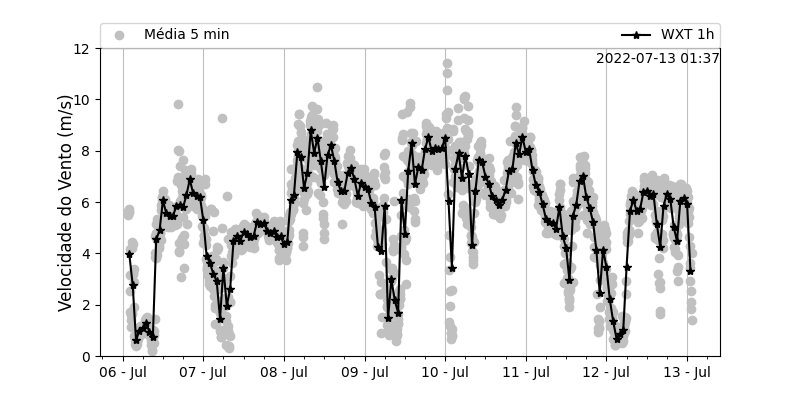 Média 5 min
WXT 1h
2022-07-13 01:37
Velocidade do Vento (m/s)
12
10
8
6
4
2
0
06 - Jul 07 - Jul 08 - Jul 09 - Jul 10 - Jul 11 - Jul 12 - Jul 13 - Jul